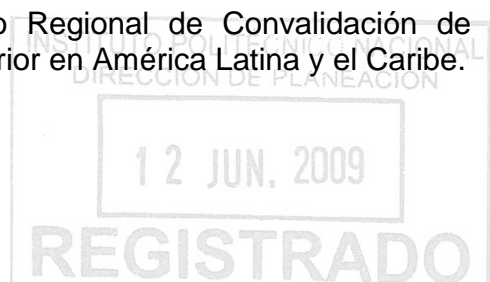 o Regional de Convalidación de
INSTITUTO POLITECNICO NACIONAL
rior en América Latina y el Caribe.
DIRECCION DE PLANEACION
12 JUN. 2009
REGISTRADO